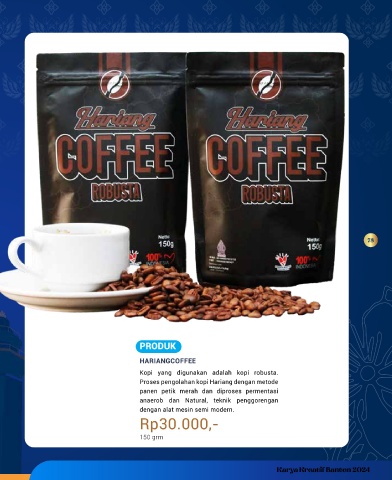 Hariang
COFFEE
ROBUSTA
Netto
150g
100%
INDONESIA
Hariang
COFFEE
ROBUSTA
Netto
150g
100%
INDONESIA
75
PRODUK
HARIANGCOFFEE
Kopi yang digunakan adalah kopi robusta.
Proses pengolahan kopi Hariang dengan metode
panen petik merah dan diproses permentasi
anaerob dan Natural, teknik penggorengan
dengan alat mesin semi modern.
Rp30.000,-
150 grm
Karya Kreatif Banten 2024